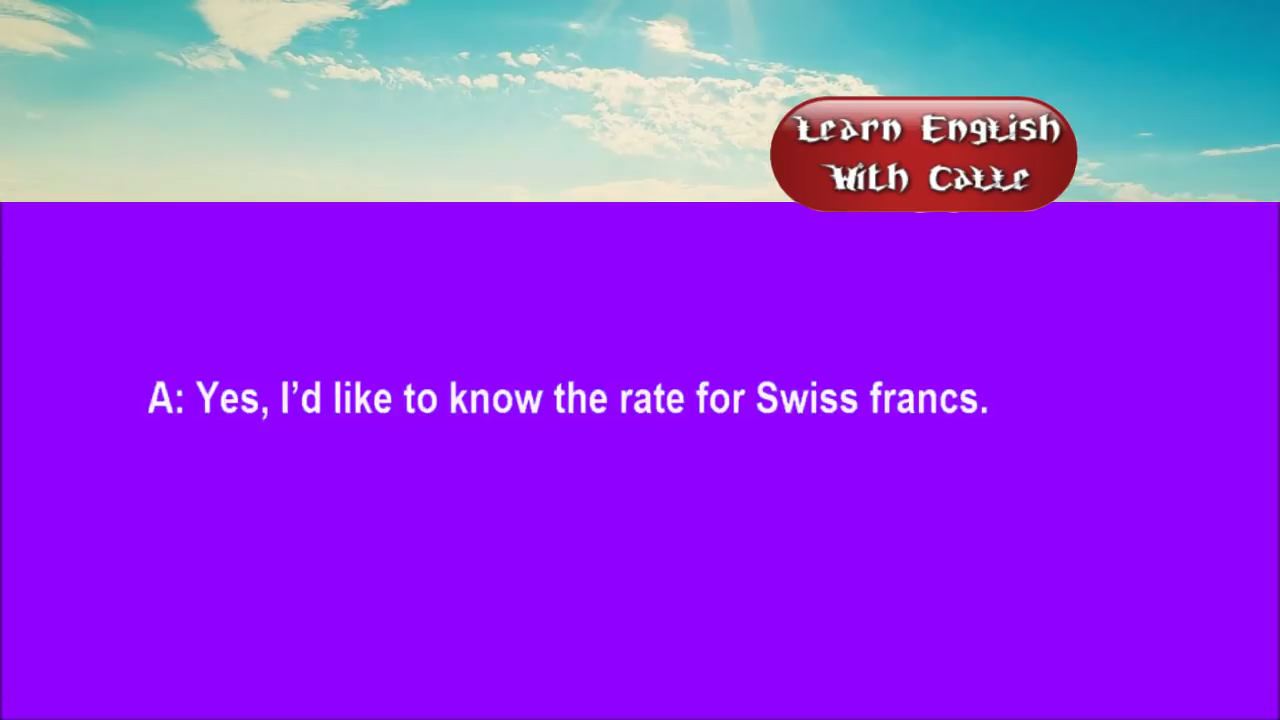 Learn English
With Catte
A: Yes, I’d like to know the rate for Swiss francs.